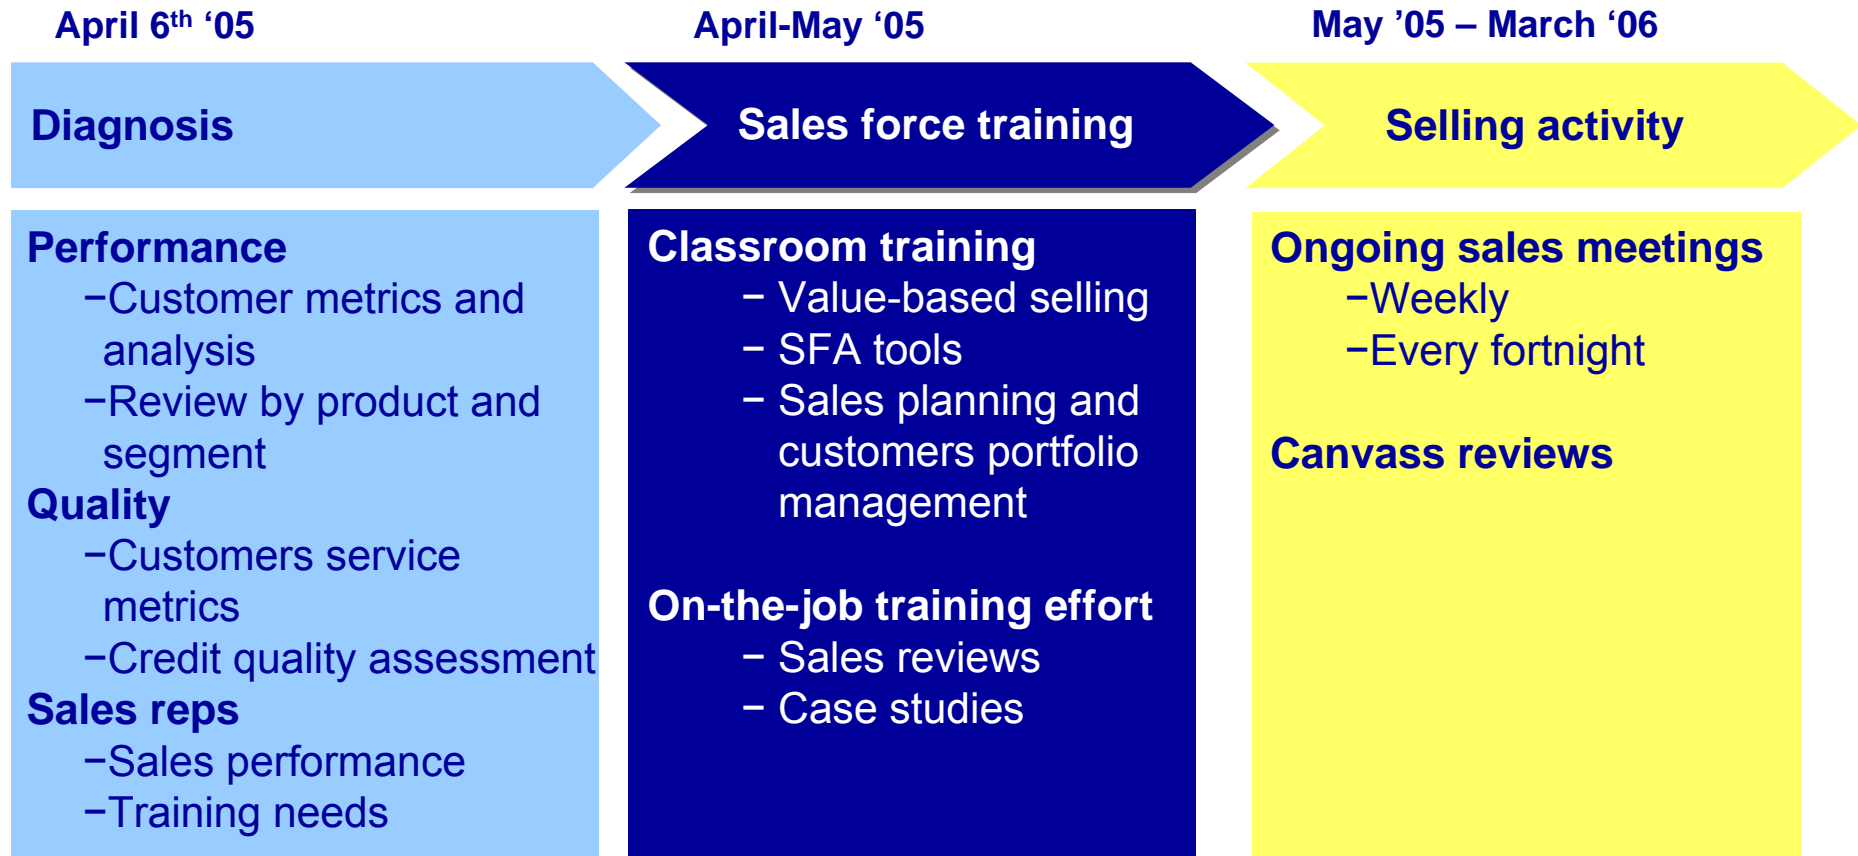 April 6th ‘05
April-May ‘05
May ’05 – March ‘06
Diagnosis
Sales force training
Selling activity
Performance
−Customer metrics and
analysis
−Review by product and
segment
Quality
−Customers service
metrics
−Credit quality assessment
Sales reps
−Sales performance
−Training needs
Classroom training
− Value-based selling
− SFA tools
− Sales planning and
customers portfolio
management
On-the-job training effort
− Sales reviews
− Case studies
Ongoing sales meetings
−Weekly
−Every fortnight
Canvass reviews